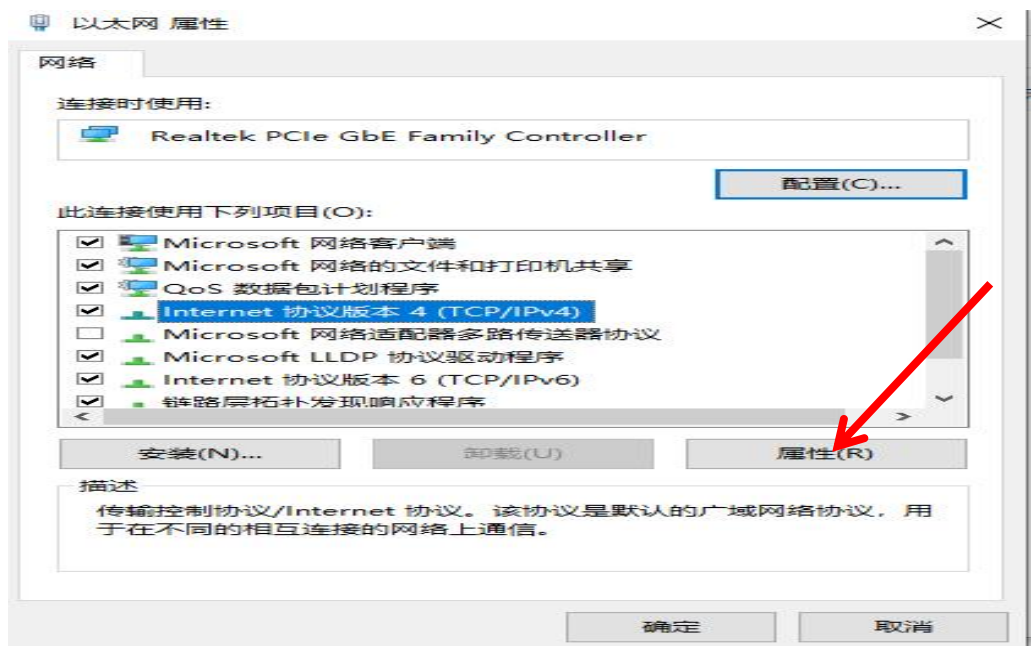 以太网 属性
网络
连接时使用:
Realtek PCIe GbE Family Controller
配置(C)...
此连接使用下列项目(O):
Microsoft 网络客户端
Microsoft 网络的文件和打印机共享
QoS 数据包计划程序
Internet 协议版本 4 (TCP/IPv4)
Microsoft 网络适配器多路传送器协议
Microsoft LLDP 协议驱动程序
Internet 协议版本 6 (TCP/IPv6)
链路层拓扑发现响应程序
安装(N)... 卸载(U) 属性(R)
描述
传输控制协议/Internet 协议。该协议是默认的广域网络协议，用
于在不同的相互连接的网络上通信。
确定 取消